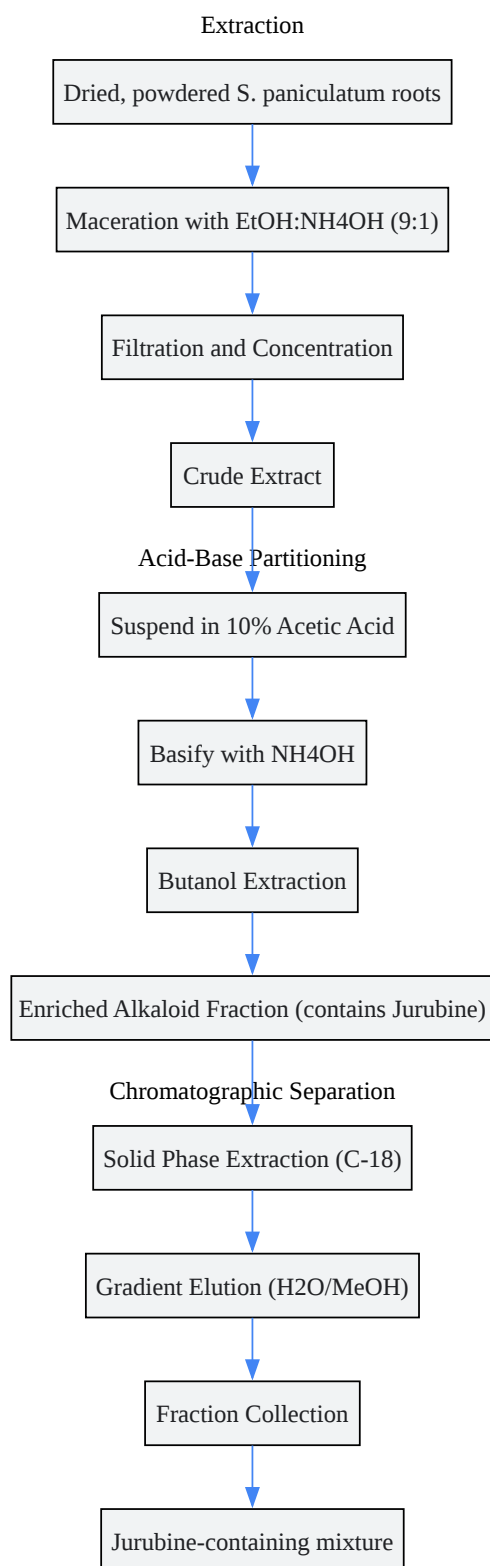 Extraction
Dried, powdered S. paniculatum roots
Maceration with EtOH:NH4OH (9:1)
Filtration and Concentration
Crude Extract
Acid-Base Partitioning
Suspend in 10% Acetic Acid
Basify with NH4OH
Butanol Extraction
Enriched Alkaloid Fraction (contains Jurubine)
Chromatographic Separation
Solid Phase Extraction (C-18)
Gradient Elution (H2O/MeOH)
Fraction Collection
Jurubine-containing mixture